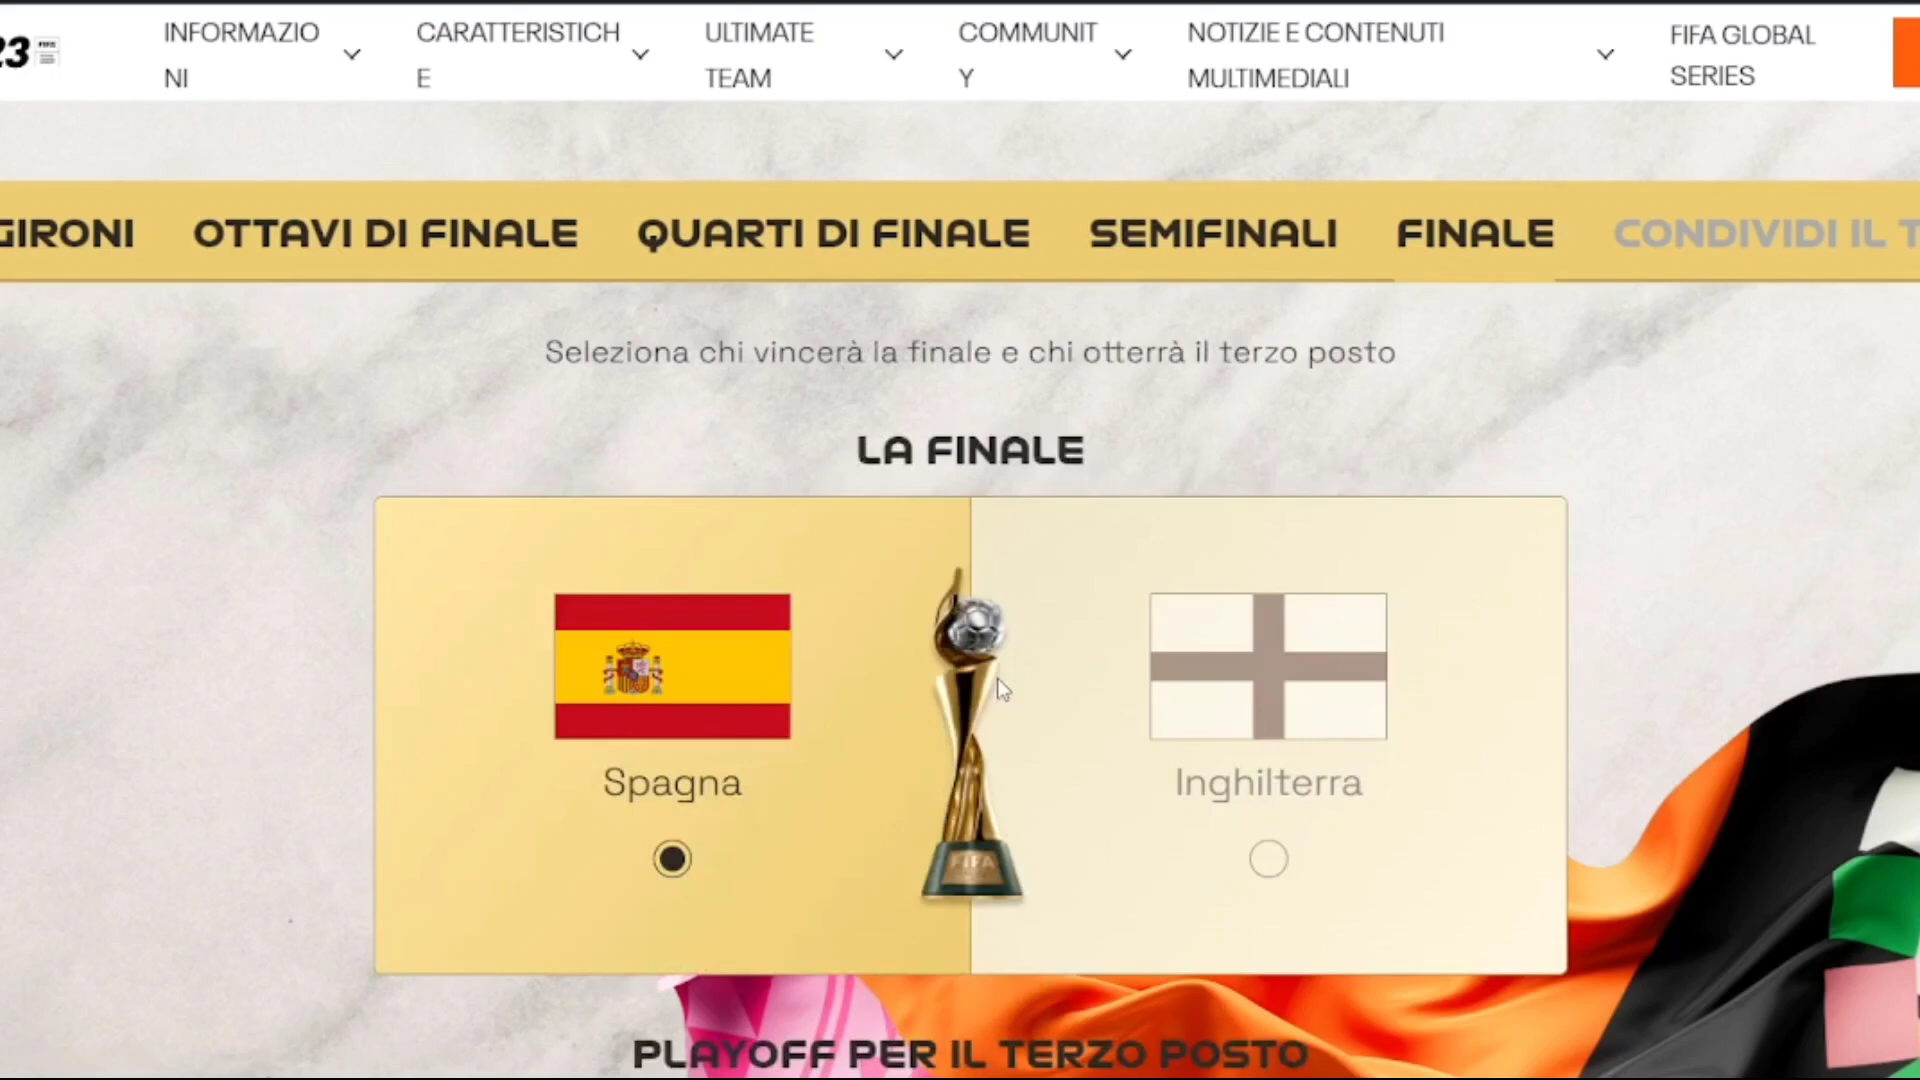 23
INFORMAZIO
NI
CARATTERISTICH
E
ULTIMATE
TEAM
COMMUNIT
Y
NOTIZIE E CONTENUTI
MULTIMEDIALI
FIFA GLOBAL
SERIES
GIRONI
OTTAVI DI FINALE
QUARTI DI FINALE
SEMIFINALI
FINALE
CONDIVIDI IL T
Seleziona chi vincerà la finale e chi otterrà il terzo posto
LA FINALE
Spagna
Inghilterra
FIFA
PLAYOFF PER IL TERZO POSTO